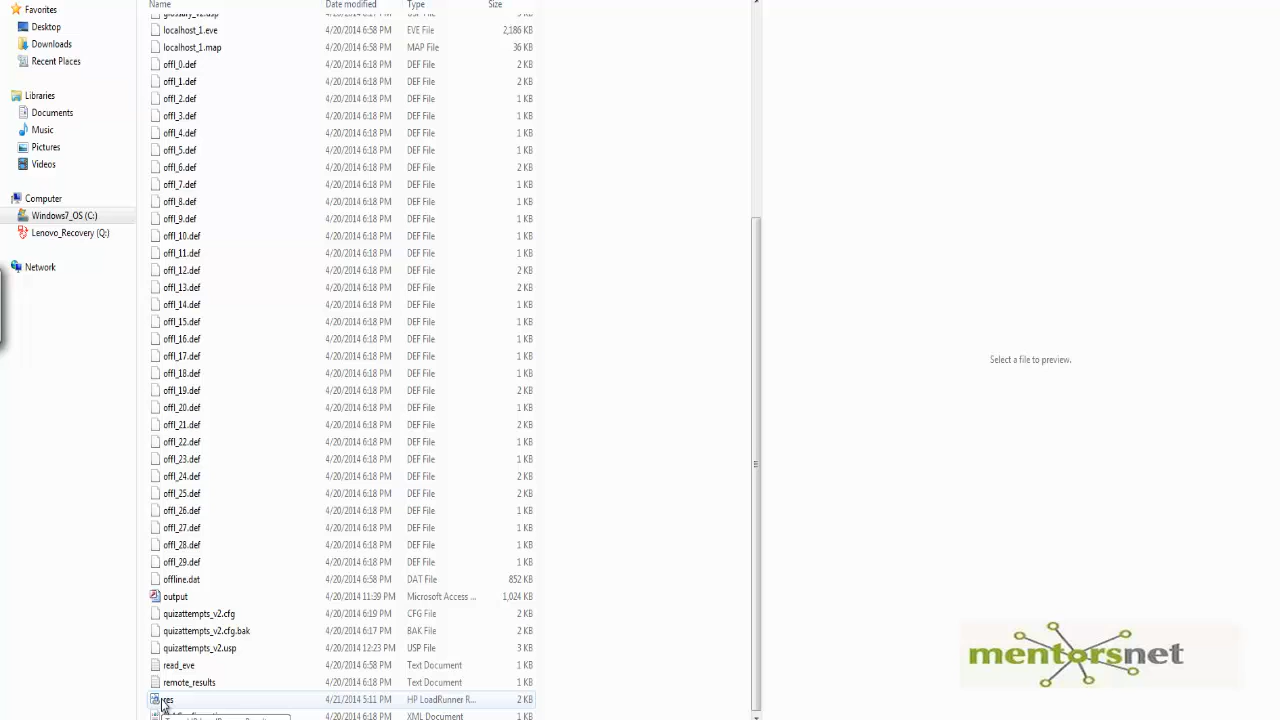 Favorites
Desktop
Downloads
Recent Places
Libraries
Documents
Music
Pictures
Videos
Computer
Windows7_OS (C:)
Lenovo_Recovery (Q:)
Network
Name Date modified Type Size
glossary_v2.usp USP File
localhost_1.eve 4/20/2014 6:58 PM EVE File 2,186 KB
localhost_1.map 4/20/2014 6:58 PM MAP File 36 KB
offl_0.def 4/20/2014 6:18 PM DEF File 2 KB
offl_1.def 4/20/2014 6:18 PM DEF File 2 KB
offl_2.def 4/20/2014 6:18 PM DEF File 1 KB
offl_3.def 4/20/2014 6:18 PM DEF File 1 KB
offl_4.def 4/20/2014 6:18 PM DEF File 1 KB
offl_5.def 4/20/2014 6:18 PM DEF File 1 KB
offl_6.def 4/20/2014 6:18 PM DEF File 2 KB
offl_7.def 4/20/2014 6:18 PM DEF File 1 KB
offl_8.def 4/20/2014 6:18 PM DEF File 1 KB
offl_9.def 4/20/2014 6:18 PM DEF File 1 KB
offl_10.def 4/20/2014 6:18 PM DEF File 1 KB
offl_11.def 4/20/2014 6:18 PM DEF File 1 KB
offl_12.def 4/20/2014 6:18 PM DEF File 2 KB
offl_13.def 4/20/2014 6:18 PM DEF File 1 KB
offl_14.def 4/20/2014 6:18 PM DEF File 1 KB
offl_15.def 4/20/2014 6:18 PM DEF File 1 KB
offl_16.def 4/20/2014 6:18 PM DEF File 1 KB
offl_17.def 4/20/2014 6:18 PM DEF File 1 KB
offl_18.def 4/20/2014 6:18 PM DEF File 1 KB
offl_19.def 4/20/2014 6:18 PM DEF File 2 KB
offl_20.def 4/20/2014 6:18 PM DEF File 1 KB
offl_21.def 4/20/2014 6:18 PM DEF File 2 KB
offl_22.def 4/20/2014 6:18 PM DEF File 1 KB
offl_23.def 4/20/2014 6:18 PM DEF File 1 KB
offl_24.def 4/20/2014 6:18 PM DEF File 2 KB
offl_25.def 4/20/2014 6:18 PM DEF File 2 KB
offl_26.def 4/20/2014 6:18 PM DEF File 1 KB
offl_27.def 4/20/2014 6:18 PM DEF File 1 KB
offl_28.def 4/20/2014 6:18 PM DEF File 1 KB
offl_29.def 4/20/2014 6:18 PM DEF File 1 KB
offline.dat 4/20/2014 6:58 PM DAT File 852 KB
output 4/20/2014 11:39 PM Microsoft Access ... 1,024 KB
quizattempts_v2.cfg 4/20/2014 6:19 PM CFG File 1 KB
quizattempts_v2.cfg.bak 4/20/2014 6:17 PM BAK File 1 KB
quizattempts_v2.usp 4/20/2014 12:23 PM USP File 3 KB
read_eve 4/20/2014 6:58 PM Text Document 1 KB
remote_results 4/20/2014 6:58 PM Text Document 1 KB
res 4/21/2014 5:11 PM HP LoadRunner R... 2 KB
4/20/2014 6:18 PM XML Document 1 KB
Select a file to preview.
mentorsnet